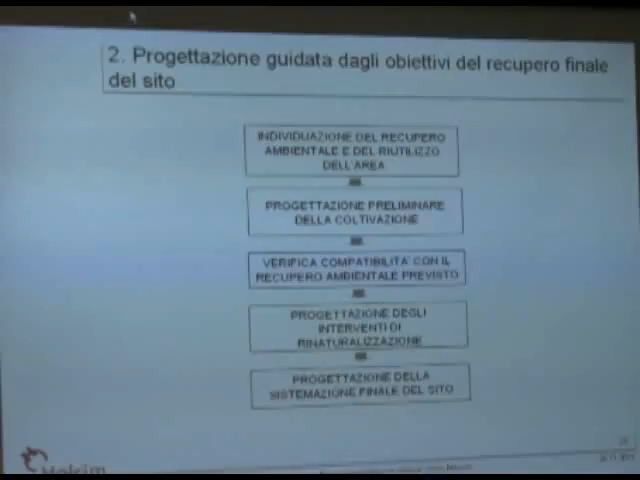 2. Progettazione guidata dagli obiettivi del recupero finale
del sito
INDIVIDUAZIONE DEL RECUPERO
AMBIENTALE E DEL RIUTILIZZO
DELL'AREA
PROGETTAZIONE PRELIMINARE
DELLA COLTIVAZIONE
VERIFICA COMPATIBILITA' CON IL
RECUPERO AMBIENTALE PREVISTO
PROGETTAZIONE DEGLI
INTERVENTI DI
RINATURALIZZAZIONE
PROGETTAZIONE DELLA
SISTEMAZIONE FINALE DEL SITO
Holcim